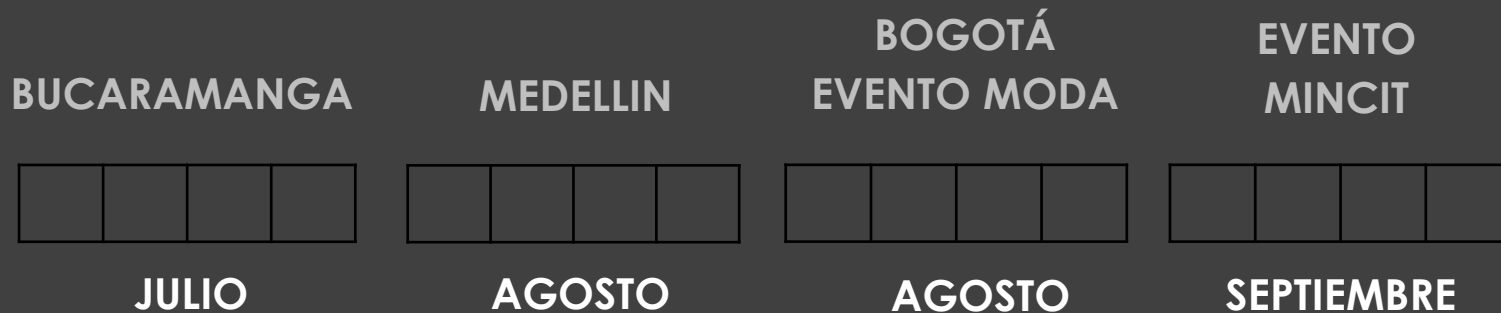 BUCARAMANGA
JULIO
MEDELLIN
AGOSTO
BOGOTÁ
EVENTO MODA
AGOSTO
EVENTO
MINCIT
SEPTIEMBRE